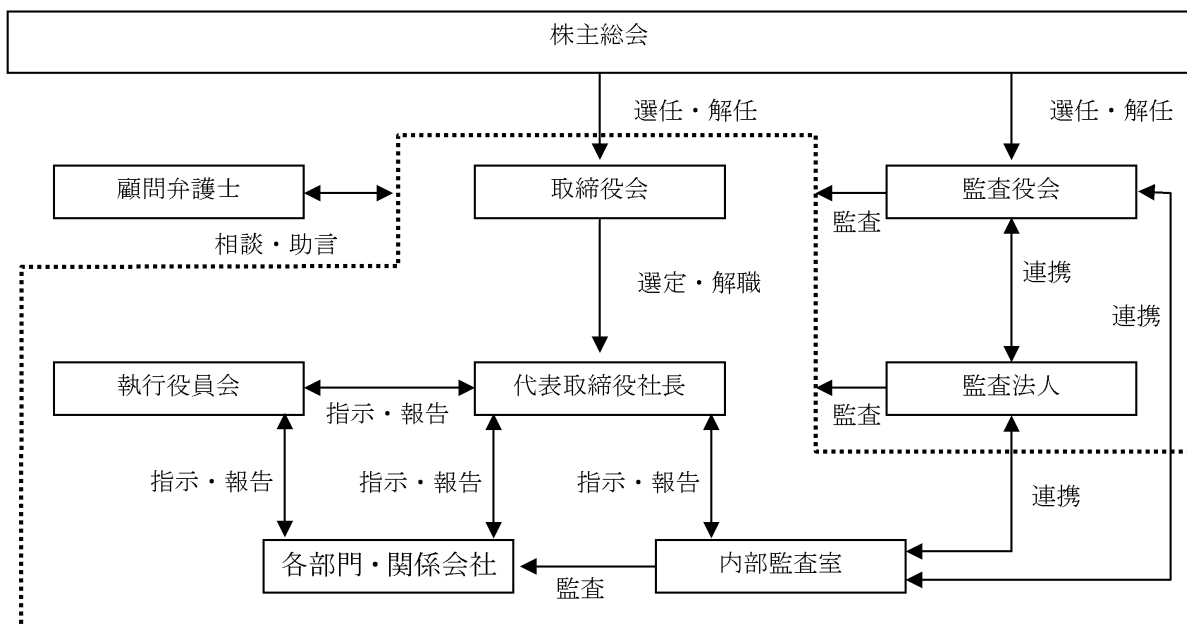 株主総会
選任・解任
選任・解任
顧問弁護士
取締役会
監査役会
監査
相談・助言
選定・解職
連携
連携
執行役員会
代表取締役社長
監査法人
指示・報告
監査
指示・報告
指示・報告
指示・報告
連携
各部門・関係会社
内部監査室
監査